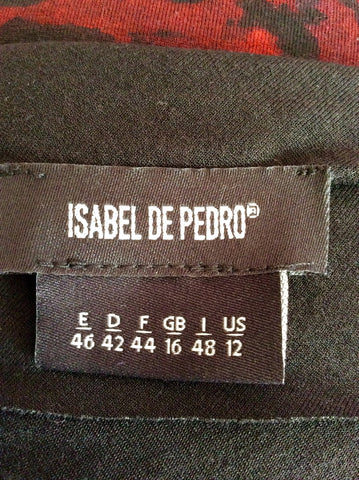 ISABEL DE PEDRO®
E D F GB I US
46 42 44 16 48 12